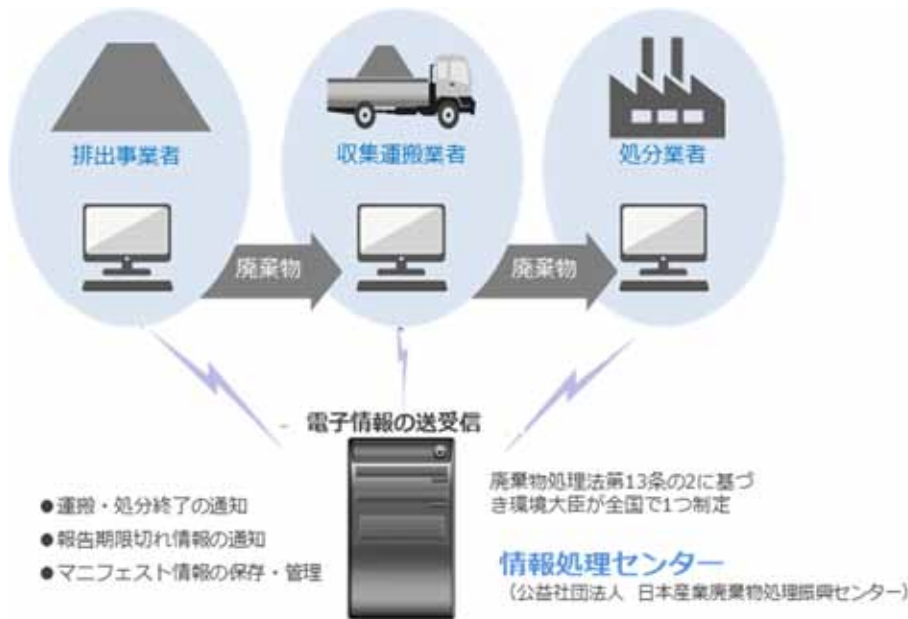 排出事業者
収集運搬業者
処分業者
廃棄物
廃棄物
電子情報の送受信
●運搬・処分終了の通知
●報告期限切れ情報の通知
●マニフェスト情報の保存・管理
廃棄物処理法第13条の2に基づ
き環境大臣が全国で1つ制定
情報処理センター
（公益社団法人 日本産業廃棄物処理振興センター）